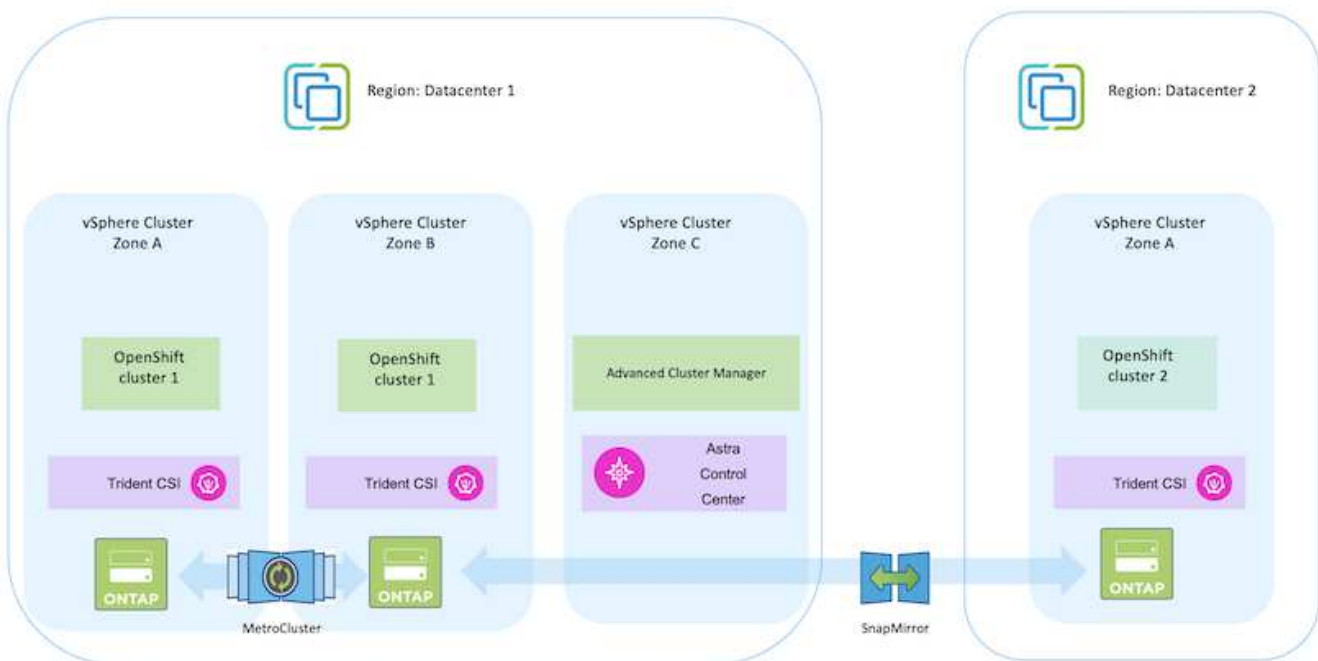 Region: Datacenter 1
Region: Datacenter 2
vSphere Cluster
Zone A
vSphere Cluster
Zone B
vSphere Cluster
Zone C
vSphere Cluster
Zone A
OpenShift
cluster 1
OpenShift
cluster 1
Advanced Cluster Manager
OpenShift
cluster 2
Trident CSI
Trident CSI
Astra
Control
Center
Trident CSI
ONTAP
ONTAP
ONTAP
MetroCluster
SnapMirror